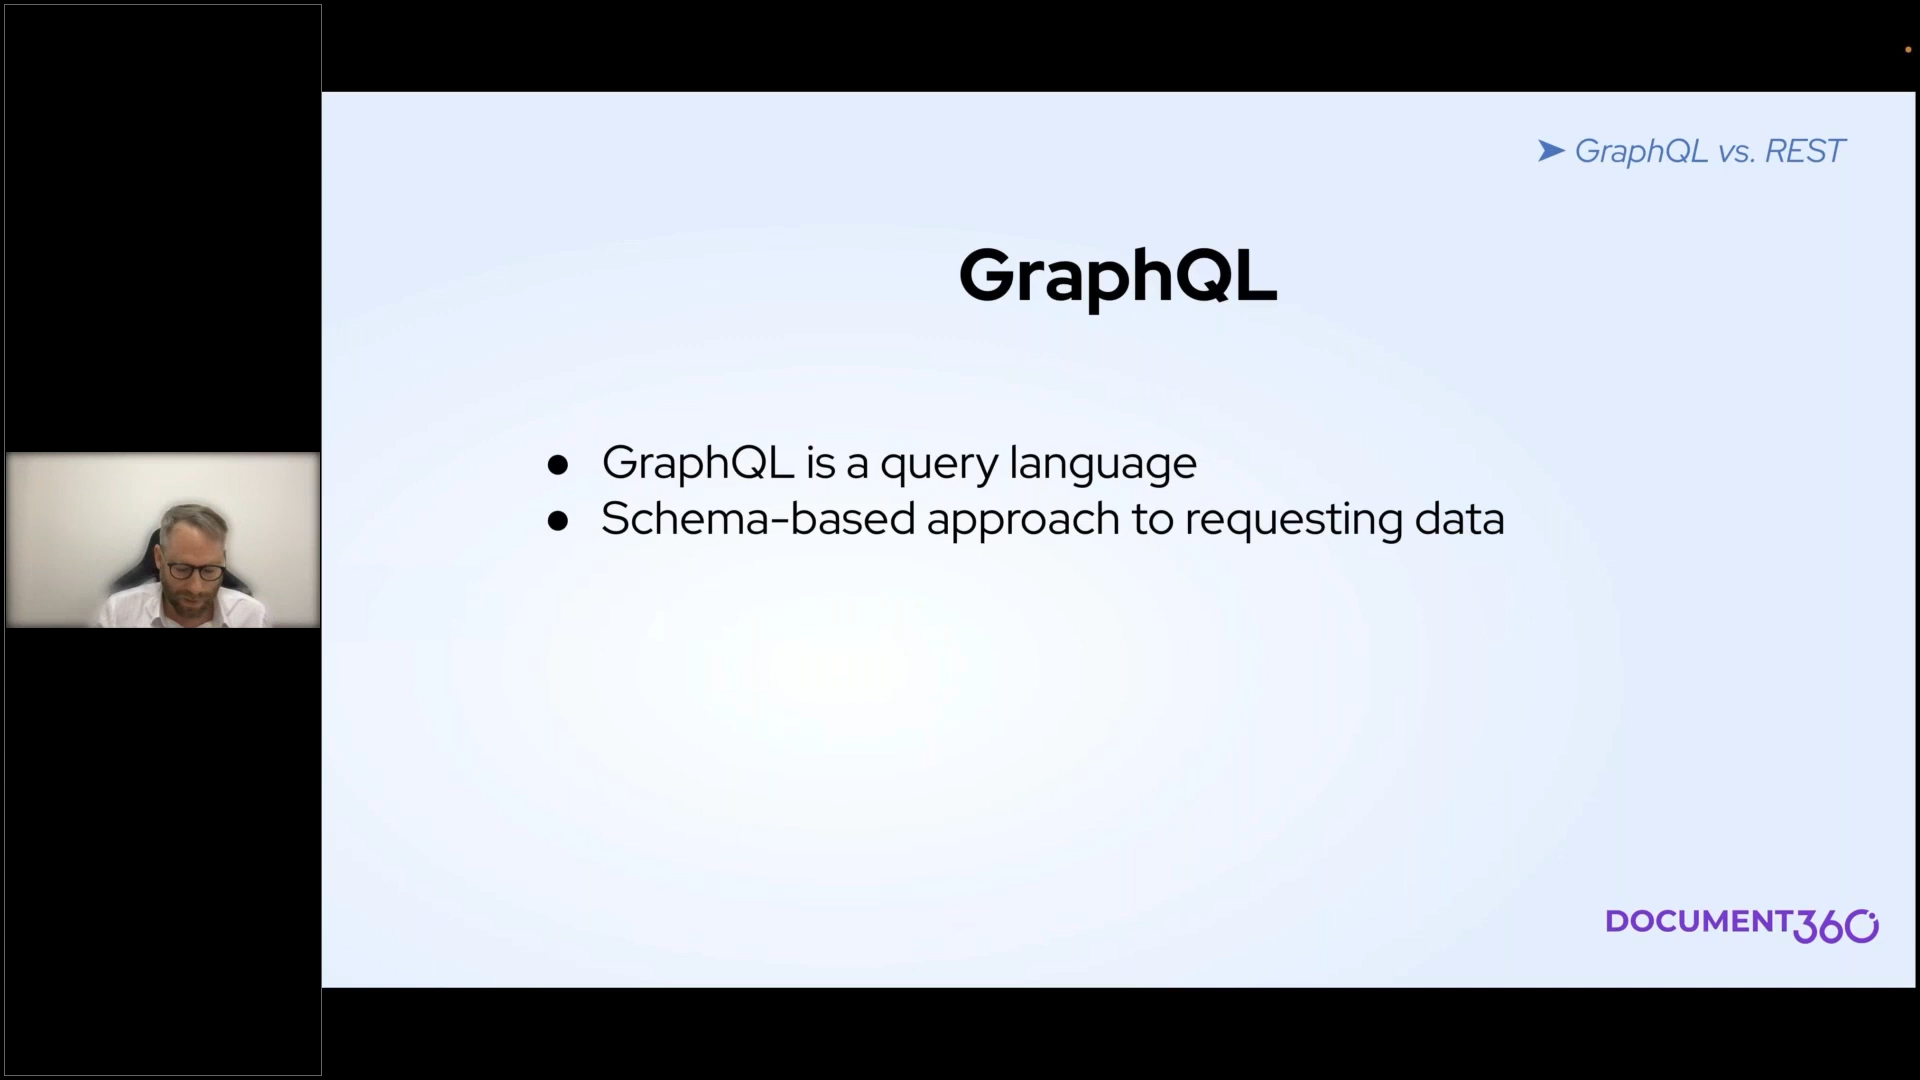 ➤ GraphQL vs. REST
GraphQL
● GraphQL is a query language
● Schema-based approach to requesting data
DOCUMENT360